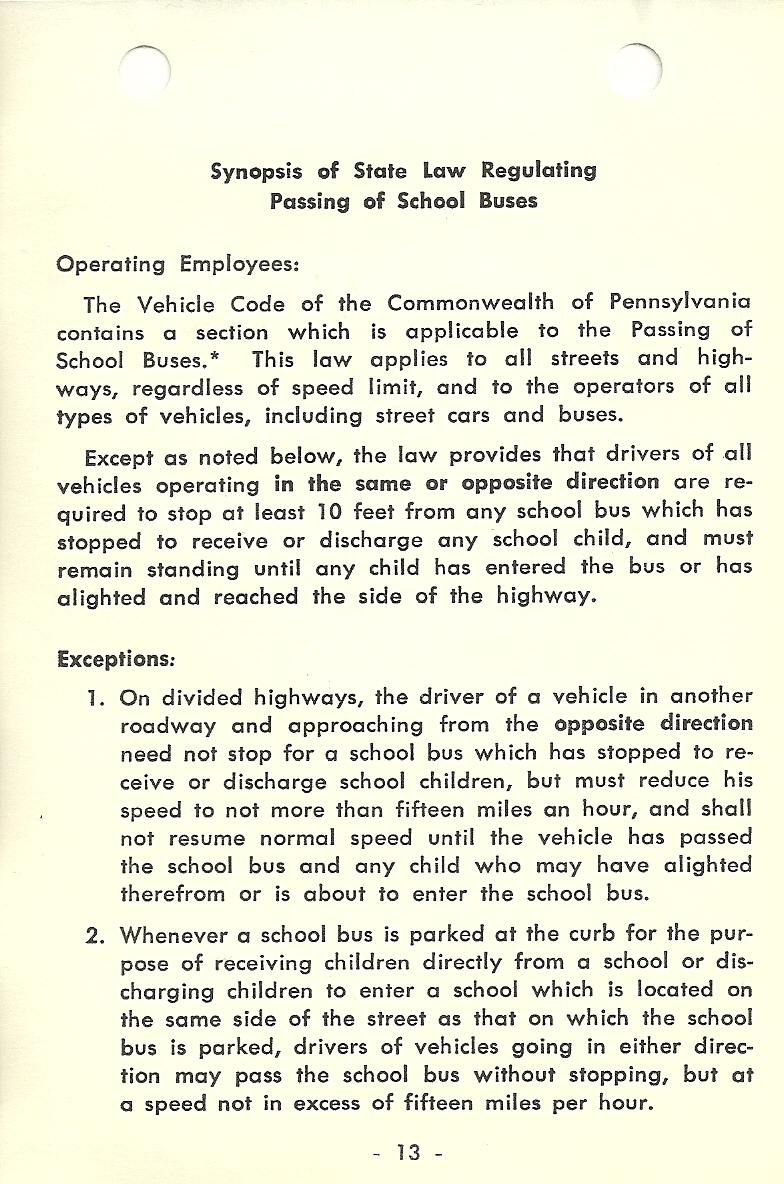 Synopsis of State Law Regulating
Passing of School Buses
Operating Employees:
The Vehicle Code of the Commonwealth of Pennsylvania
contains a section which is applicable to the Passing of
School Buses.* This law applies to all streets and high-
ways, regardless of speed limit, and to the operators of all
types of vehicles, including street cars and buses.
Except as noted below, the law provides that drivers of all
vehicles operating in the same or opposite direction are re-
quired to stop at least 10 feet from any school bus which has
stopped to receive or discharge any school child, and must
remain standing until any child has entered the bus or has
alighted and reached the side of the highway.
Exceptions:
1. On divided highways, the driver of a vehicle in another
roadway and approaching from the opposite direction
need not stop for a school bus which has stopped to re-
ceive or discharge school children, but must reduce his
speed to not more than fifteen miles an hour, and shall
not resume normal speed until the vehicle has passed
the school bus and any child who may have alighted
therefrom or is about to enter the school bus.
2. Whenever a school bus is parked at the curb for the pur-
pose of receiving children directly from a school or dis-
charging children to enter a school which is located on
the same side of the street as that on which the school
bus is parked, drivers of vehicles going in either direc-
tion may pass the school bus without stopping, but at
a speed not in excess of fifteen miles per hour.
- 13 -